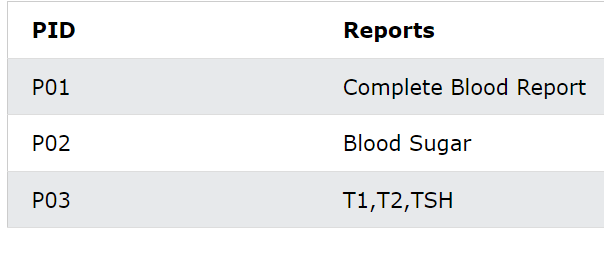 PID Reports
P01 Complete Blood Report
P02 Blood Sugar
P03 T1,T2,TSH